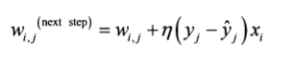 w_{i,j}^{(next step)} = w_{i,j} + η(y_j − ŷ_j)x_i